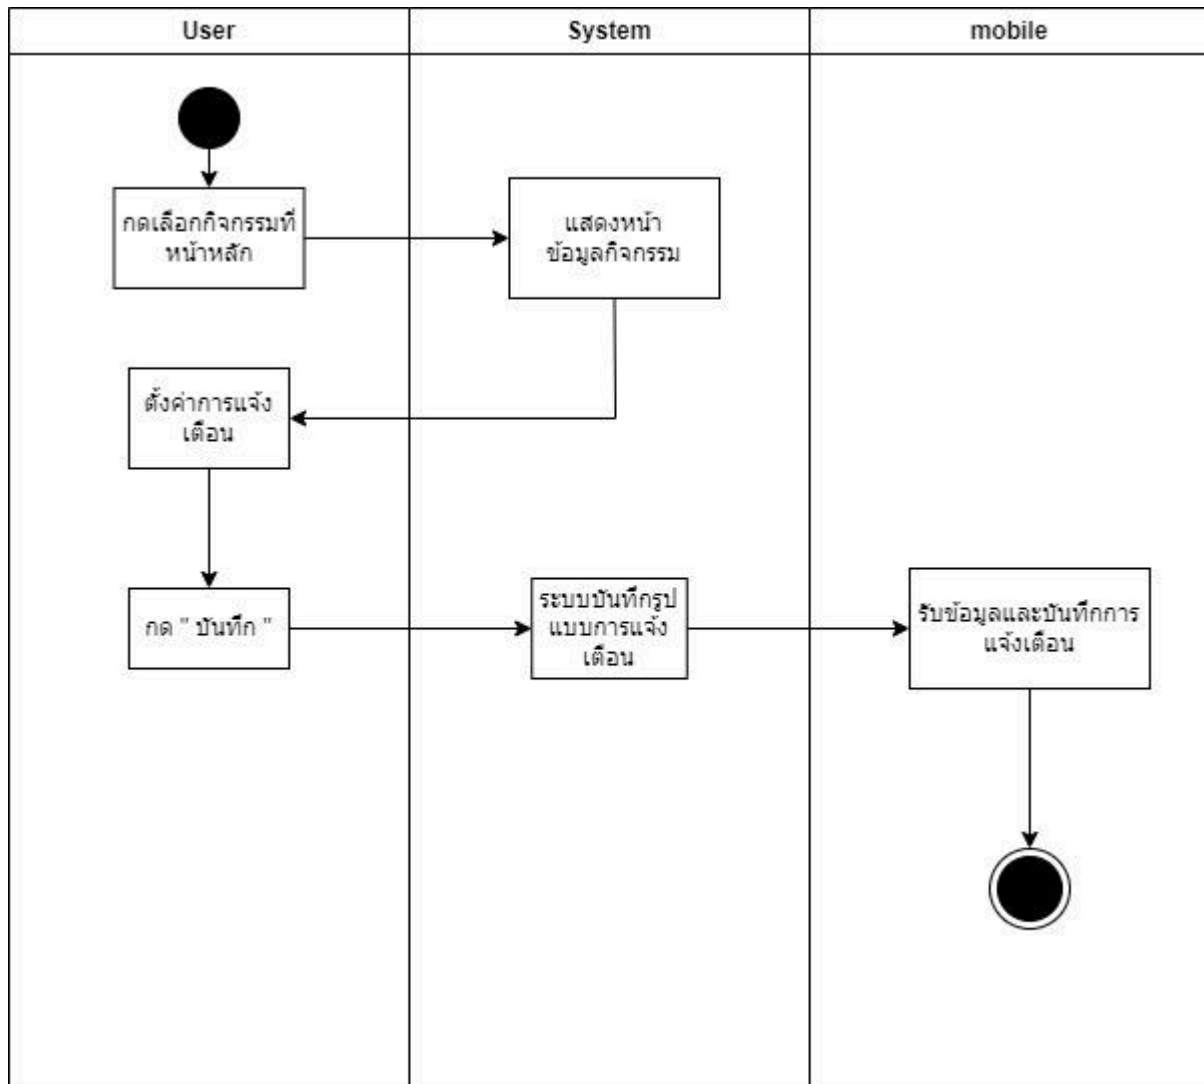 User
System
mobile
กดเลือกกิจกรรมที่
หน้าหลัก
แสดงหน้า
ข้อมูลกิจกรรม
ตั้งค่าการแจ้ง
เตือน
กด " บันทึก "
ระบบบันทึกรูป
แบบการแจ้ง
เตือน
รับข้อมูลและบันทึกการ
แจ้งเตือน